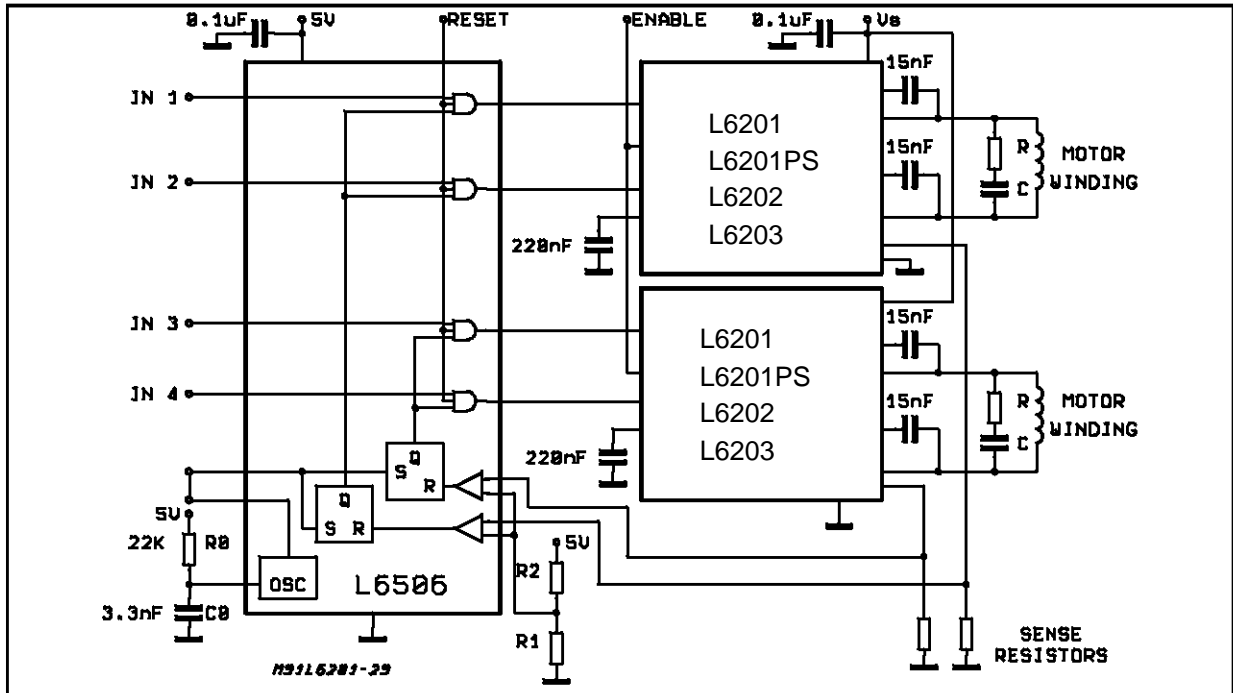 0.1uF 5V RESET ENABLE 0.1uF Vs
15nF
IN 1
L6201
L6201PS
L6202
L6203
15nF
R
C
MOTOR
WINDING
IN 2
220nF
IN 3
15nF
L6201
L6201PS
L6202
L6203
IN 4
15nF
R
C
MOTOR
WINDING
220nF
Q
S
R
Q
S R
5V
22K R0
OSC
L6506
3.3nF C0
5V
R2
R1
SENSE
RESISTORS
M91L6201-29